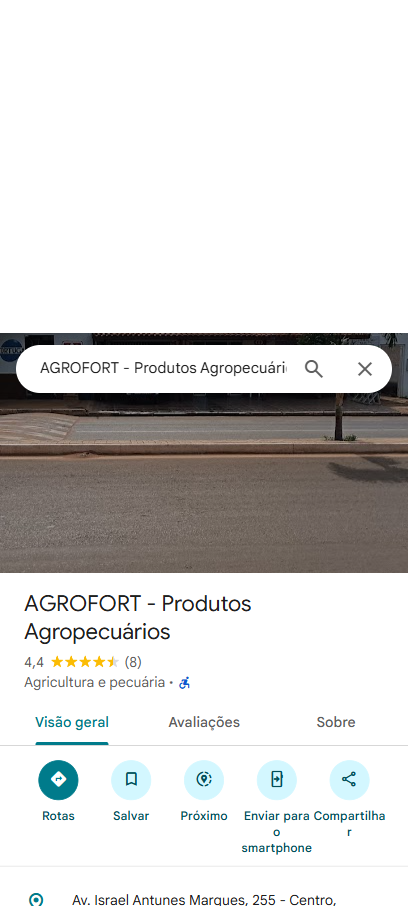 AGROFORT - Produtos Agropecuári
AGROFORT - Produtos
Agropecuários
4,4 (8)
Agricultura e pecuária ·
Visão geral Avaliações Sobre
Rotas Salvar Próximo Enviar para o smartphone Compartilhar
Av. Israel Antunes Marques, 255 - Centro,